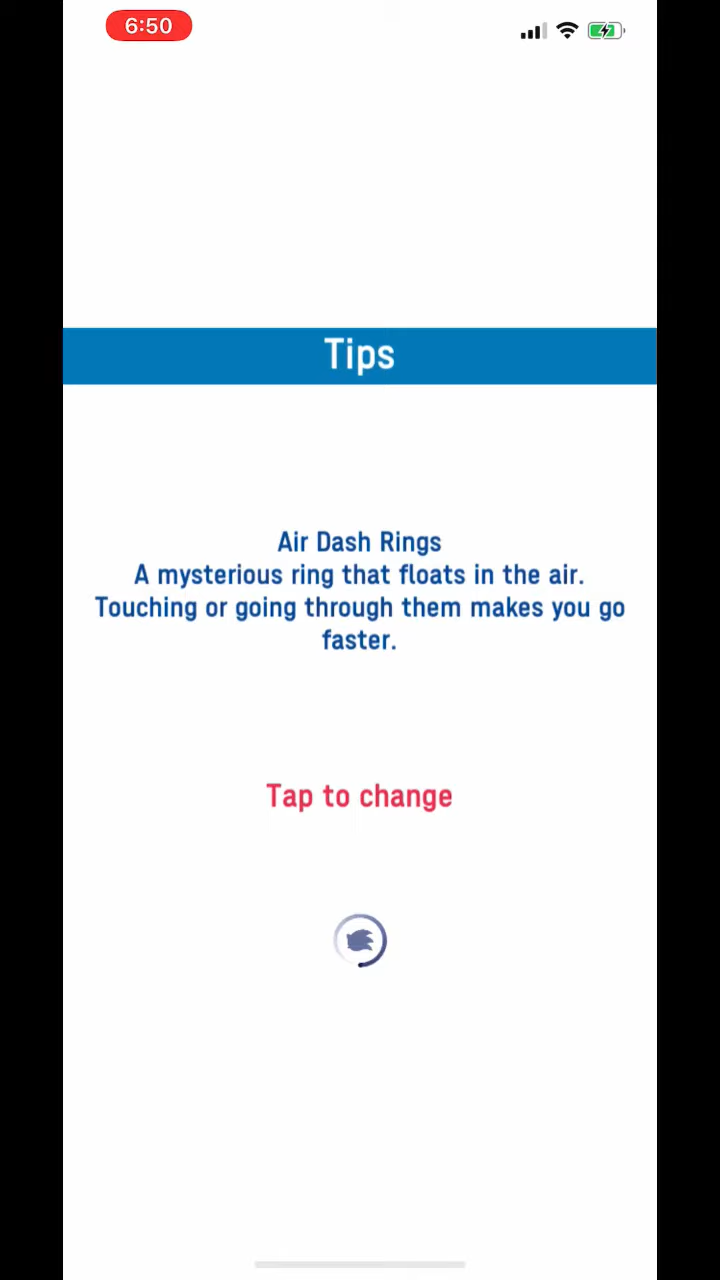 6:50
Tips
Air Dash Rings
A mysterious ring that floats in the air.
Touching or going through them makes you go
faster.
Tap to change